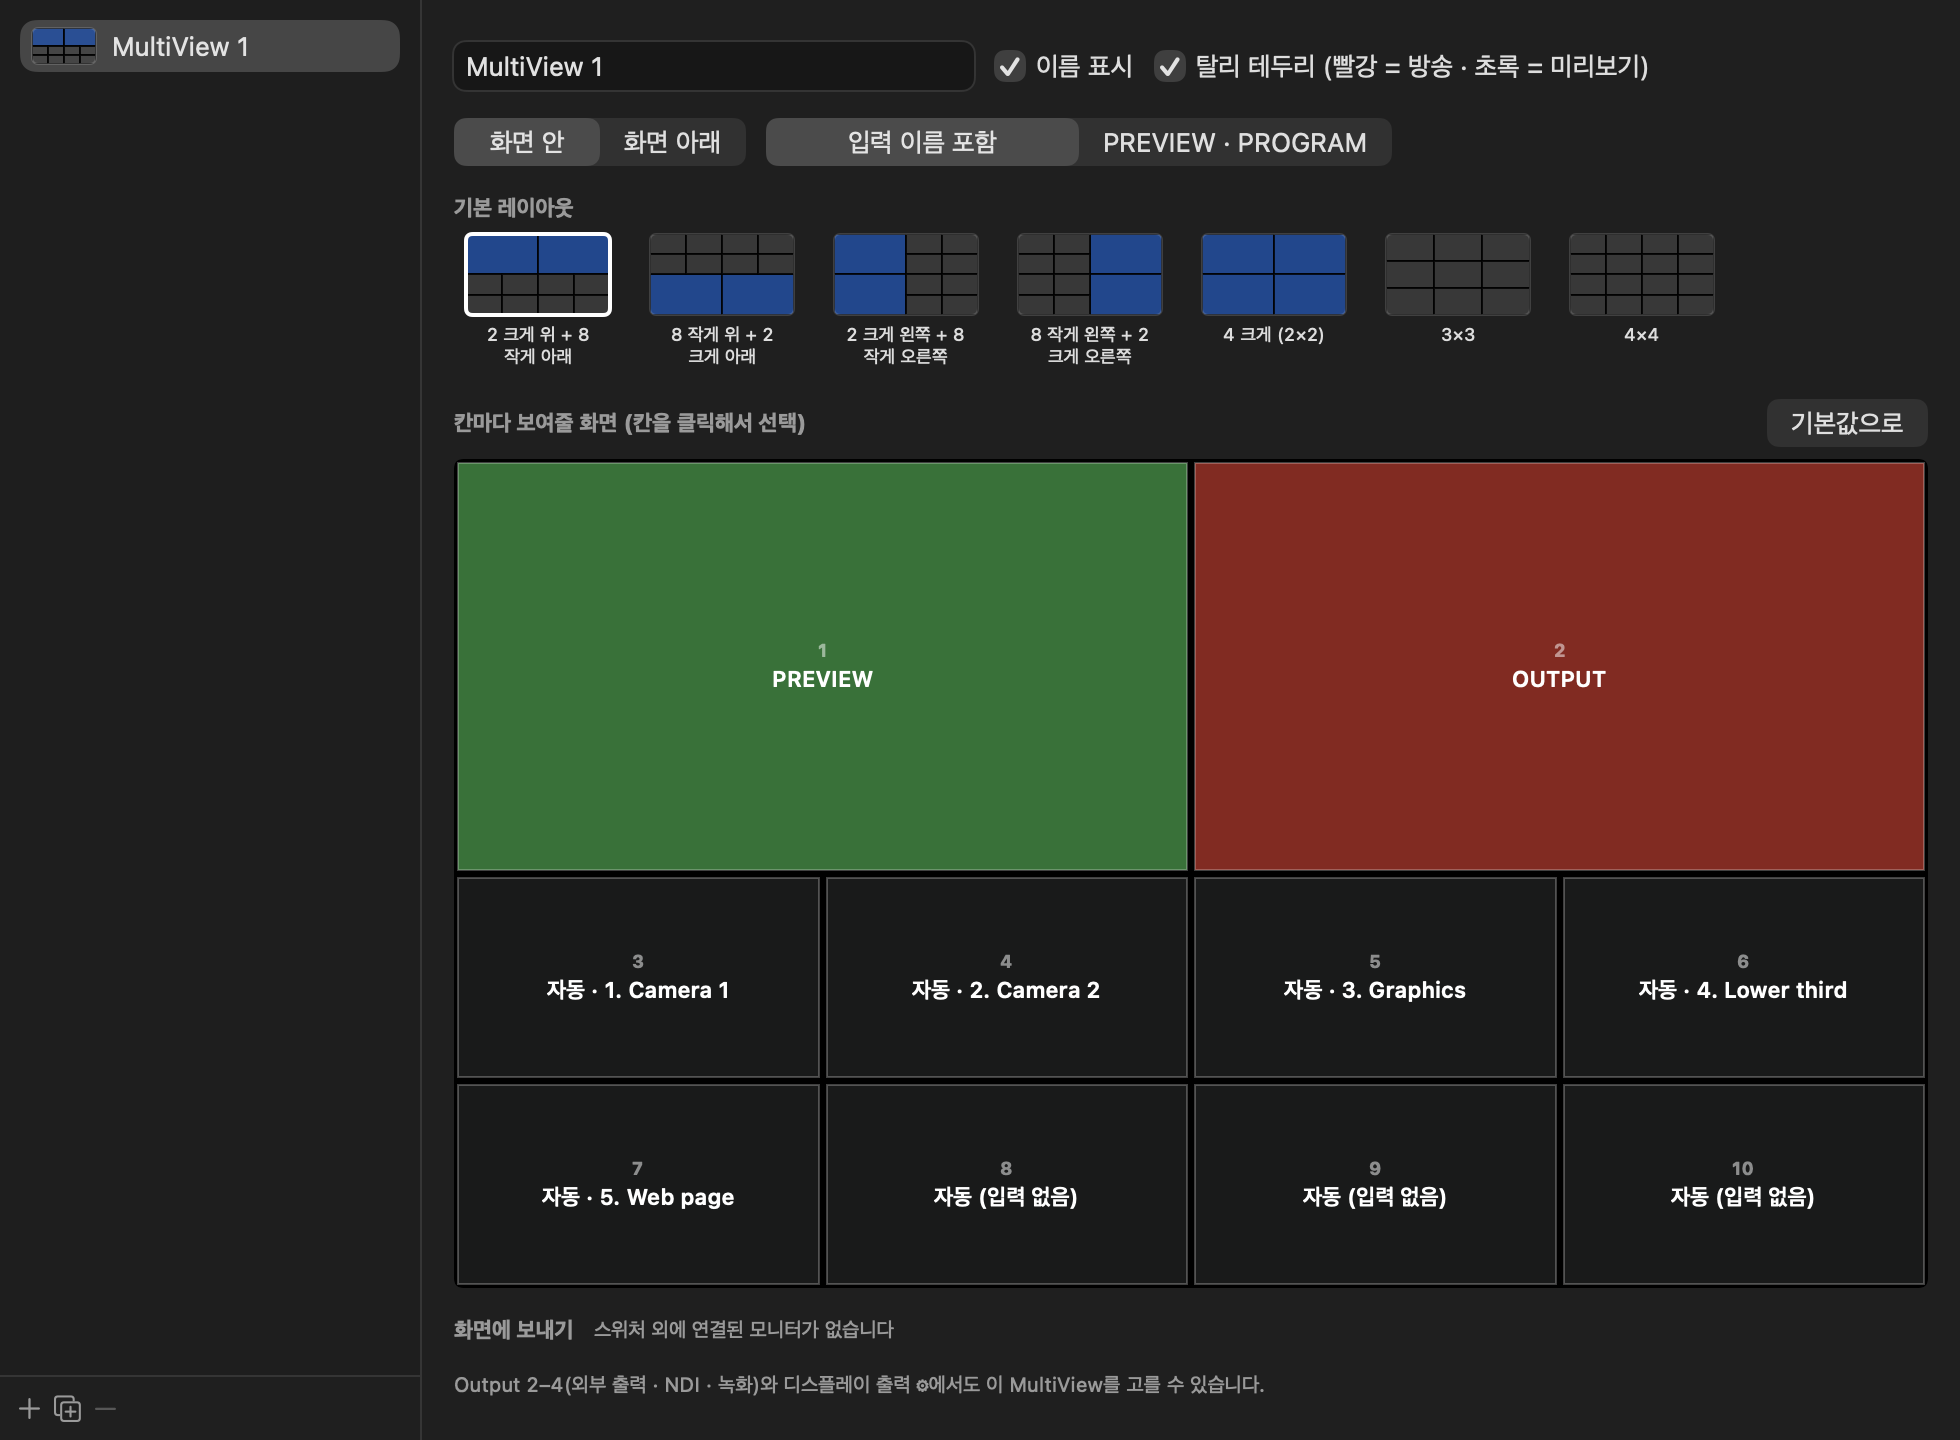 MultiView 1
MultiView 1
이름 표시
탈리 테두리 (빨강 = 방송 · 초록 = 미리보기)
화면 안
화면 아래
입력 이름 포함
PREVIEW · PROGRAM
기본 레이아웃
2 크게 위 + 8
작게 아래
8 작게 위 + 2
크게 아래
2 크게 왼쪽 + 8
작게 오른쪽
8 작게 왼쪽 + 2
크게 오른쪽
4 크게 (2×2)
3×3
4×4
칸마다 보여줄 화면 (칸을 클릭해서 선택)
기본값으로
1
PREVIEW
2
OUTPUT
3
자동 · 1. Camera 1
4
자동 · 2. Camera 2
5
자동 · 3. Graphics
6
자동 · 4. Lower third
7
자동 · 5. Web page
8
자동 (입력 없음)
9
자동 (입력 없음)
10
자동 (입력 없음)
화면에 보내기
스위처 외에 연결된 모니터가 없습니다
Output 2–4(외부 출력 · NDI · 녹화)와 디스플레이 출력 ⚙에서도 이 MultiView를 고를 수 있습니다.